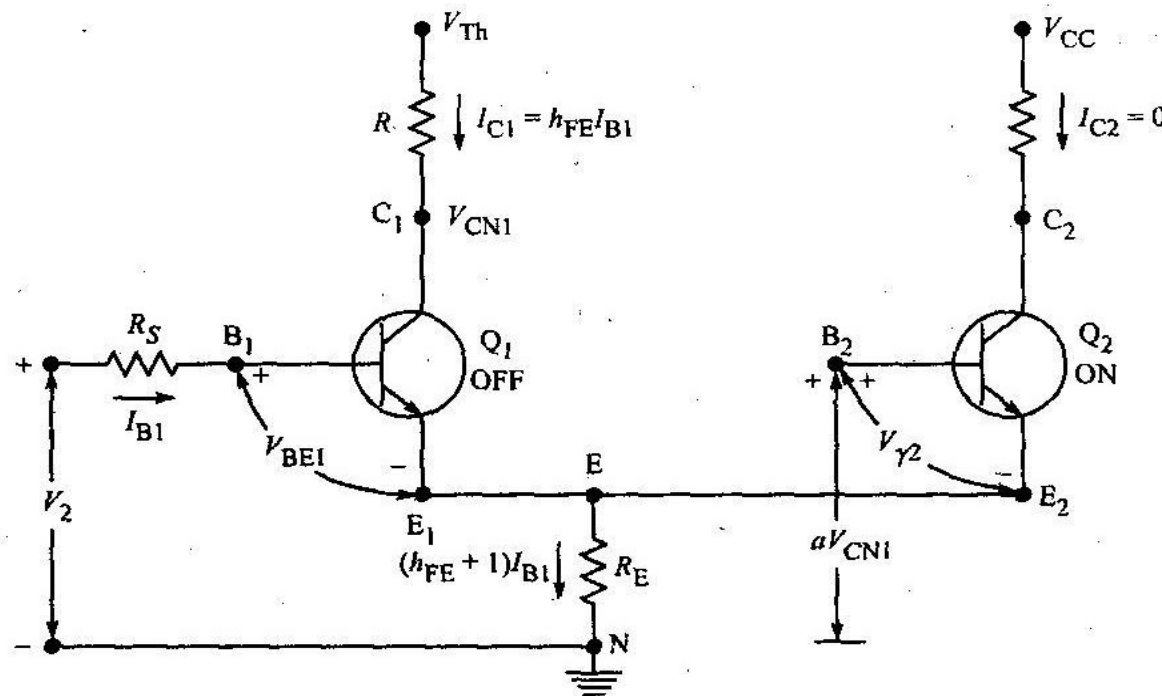 V_Th
V_CC
R
I_C1 = h_FE I_B1
I_C2 = 0
C_1
V_CN1
C_2
R_S
B_1
Q_1
OFF
B_2
Q_2
ON
+
+
+
+
I_B1
V_BE1
V_γ2
−
−
E
V_2
E_1
E_2
(h_FE + 1)I_B1
R_E
aV_CN1
−
N